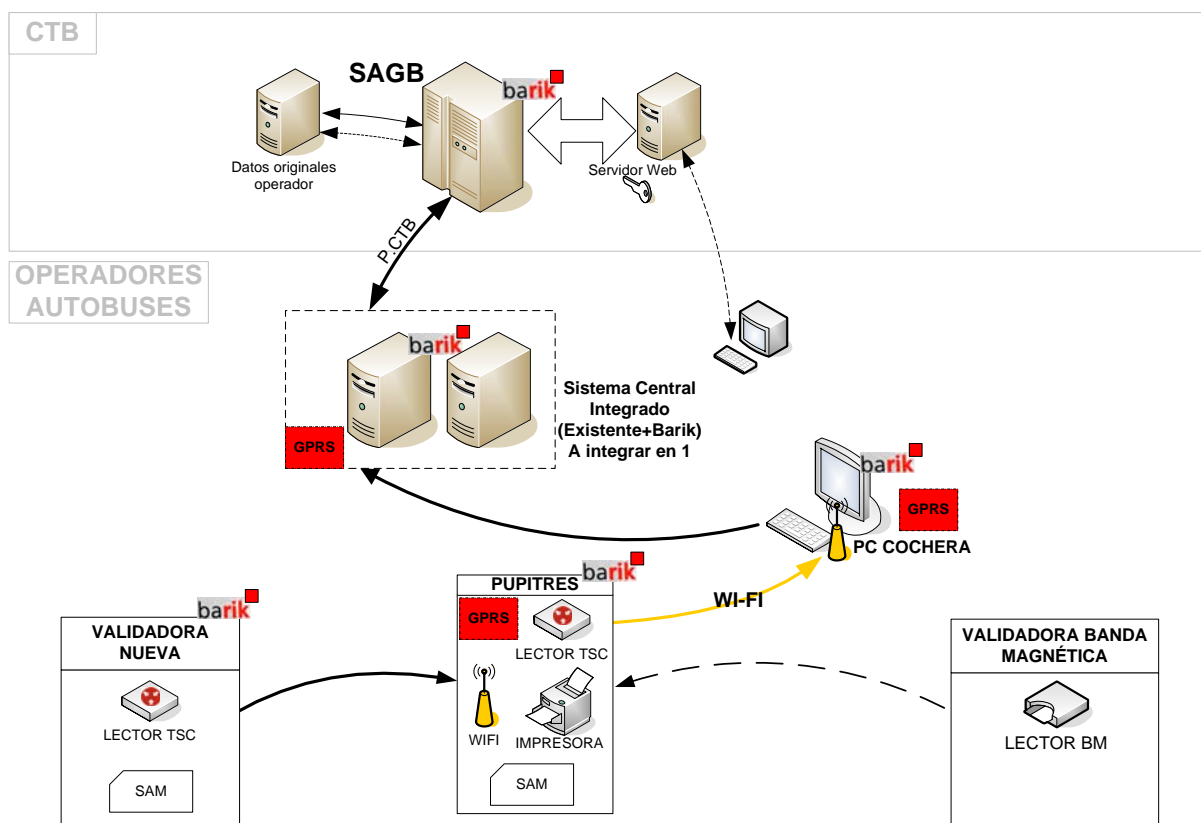 CTB
SAGB
barik
Datos originales
operador
Servidor Web
P.CTB
OPERADORES
AUTOBUSES
barik
GPRS
Sistema Central
Integrado
(Existente+Barik)
A integrar en 1
barik
GPRS
PC COCHERA
WI-FI
barik
PUPITRES
GPRS
LECTOR TSC
WIFI
IMPRESORA
SAM
barik
VALIDADORA
NUEVA
LECTOR TSC
SAM
VALIDADORA BANDA
MAGNÉTICA
LECTOR BM